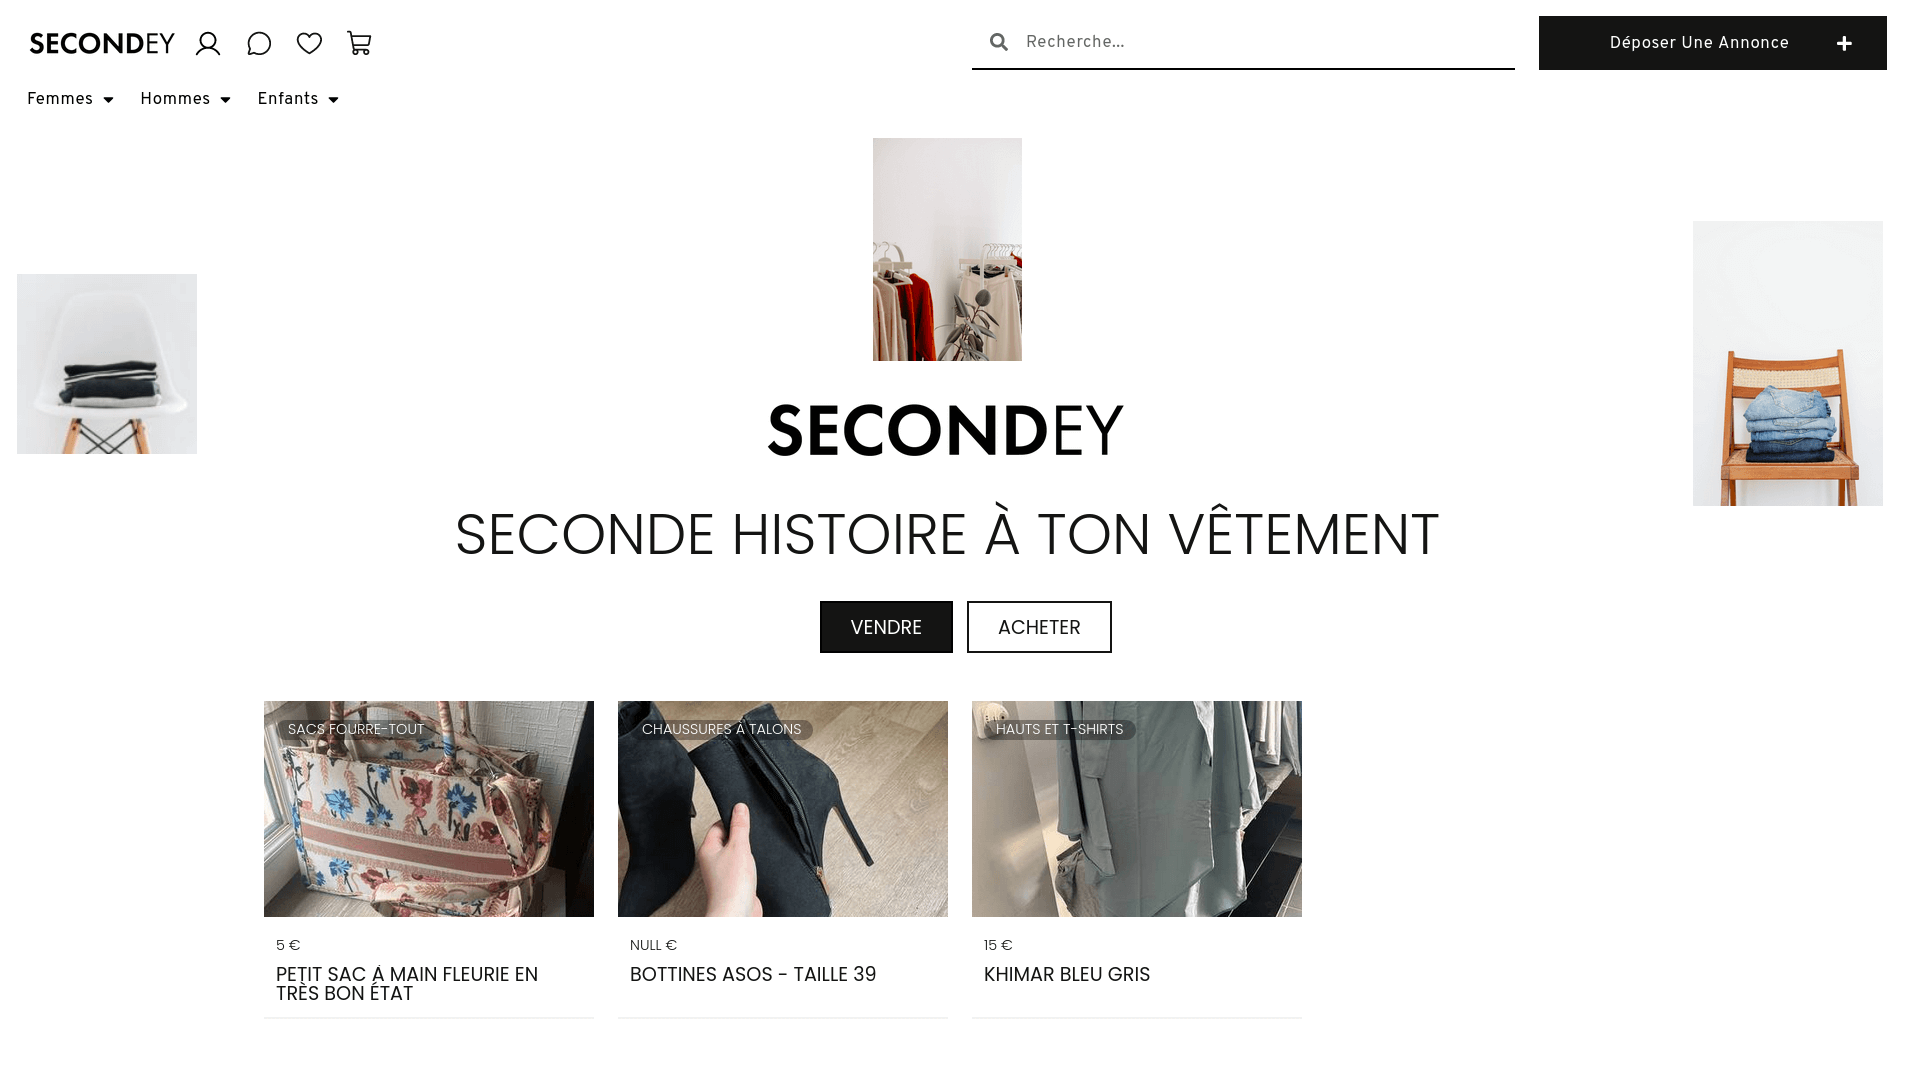 SECONDEY
Recherche...
Déposer Une Annonce
Femmes
Hommes
Enfants
SECONDEY
SECONDE HISTOIRE À TON VÊTEMENT
VENDRE
ACHETER
SACS FOURRE-TOUT
CHAUSSURES À TALONS
HAUTS ET T-SHIRTS
5 €
NULL €
15 €
PETIT SAC À MAIN FLEURIE EN
TRÈS BON ÉTAT
BOTTINES ASOS - TAILLE 39
KHIMAR BLEU GRIS